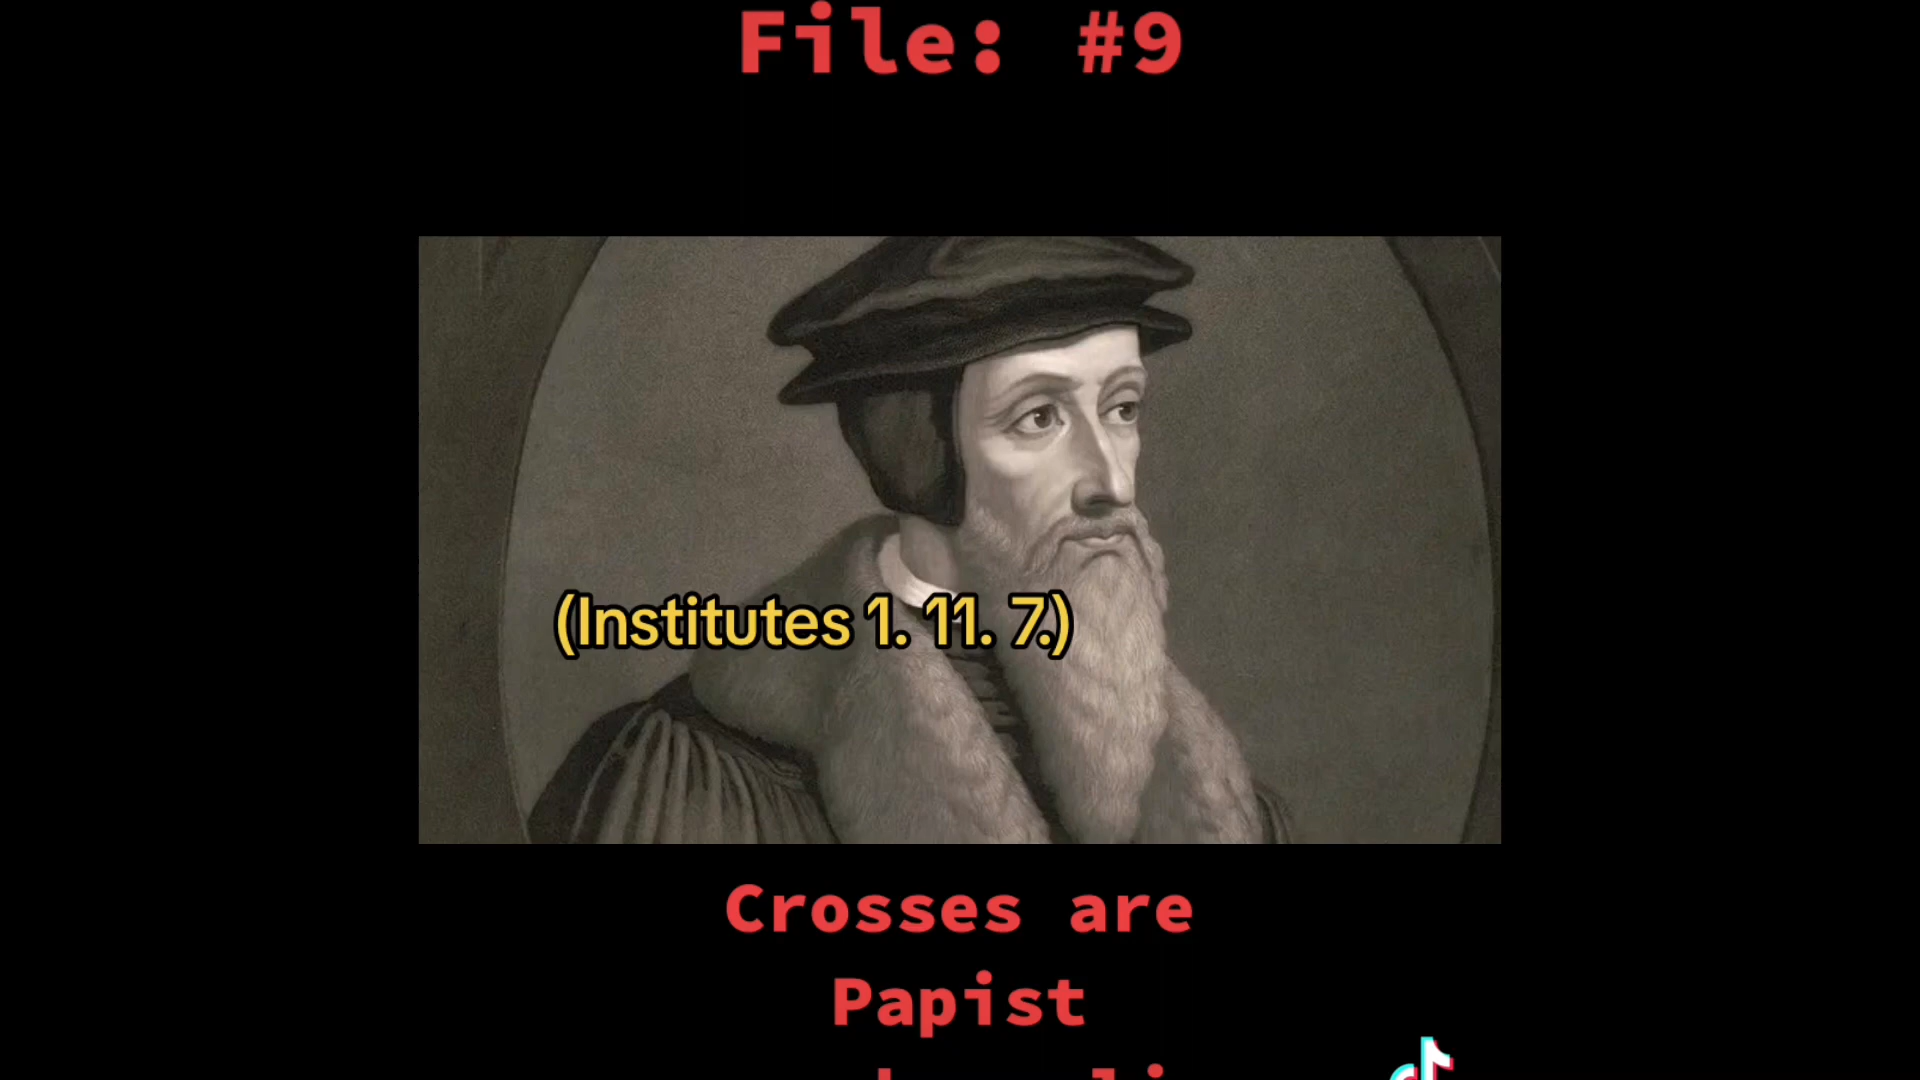 File: #9
(Institutes 1. 11. 7.)
Crosses are
Papist